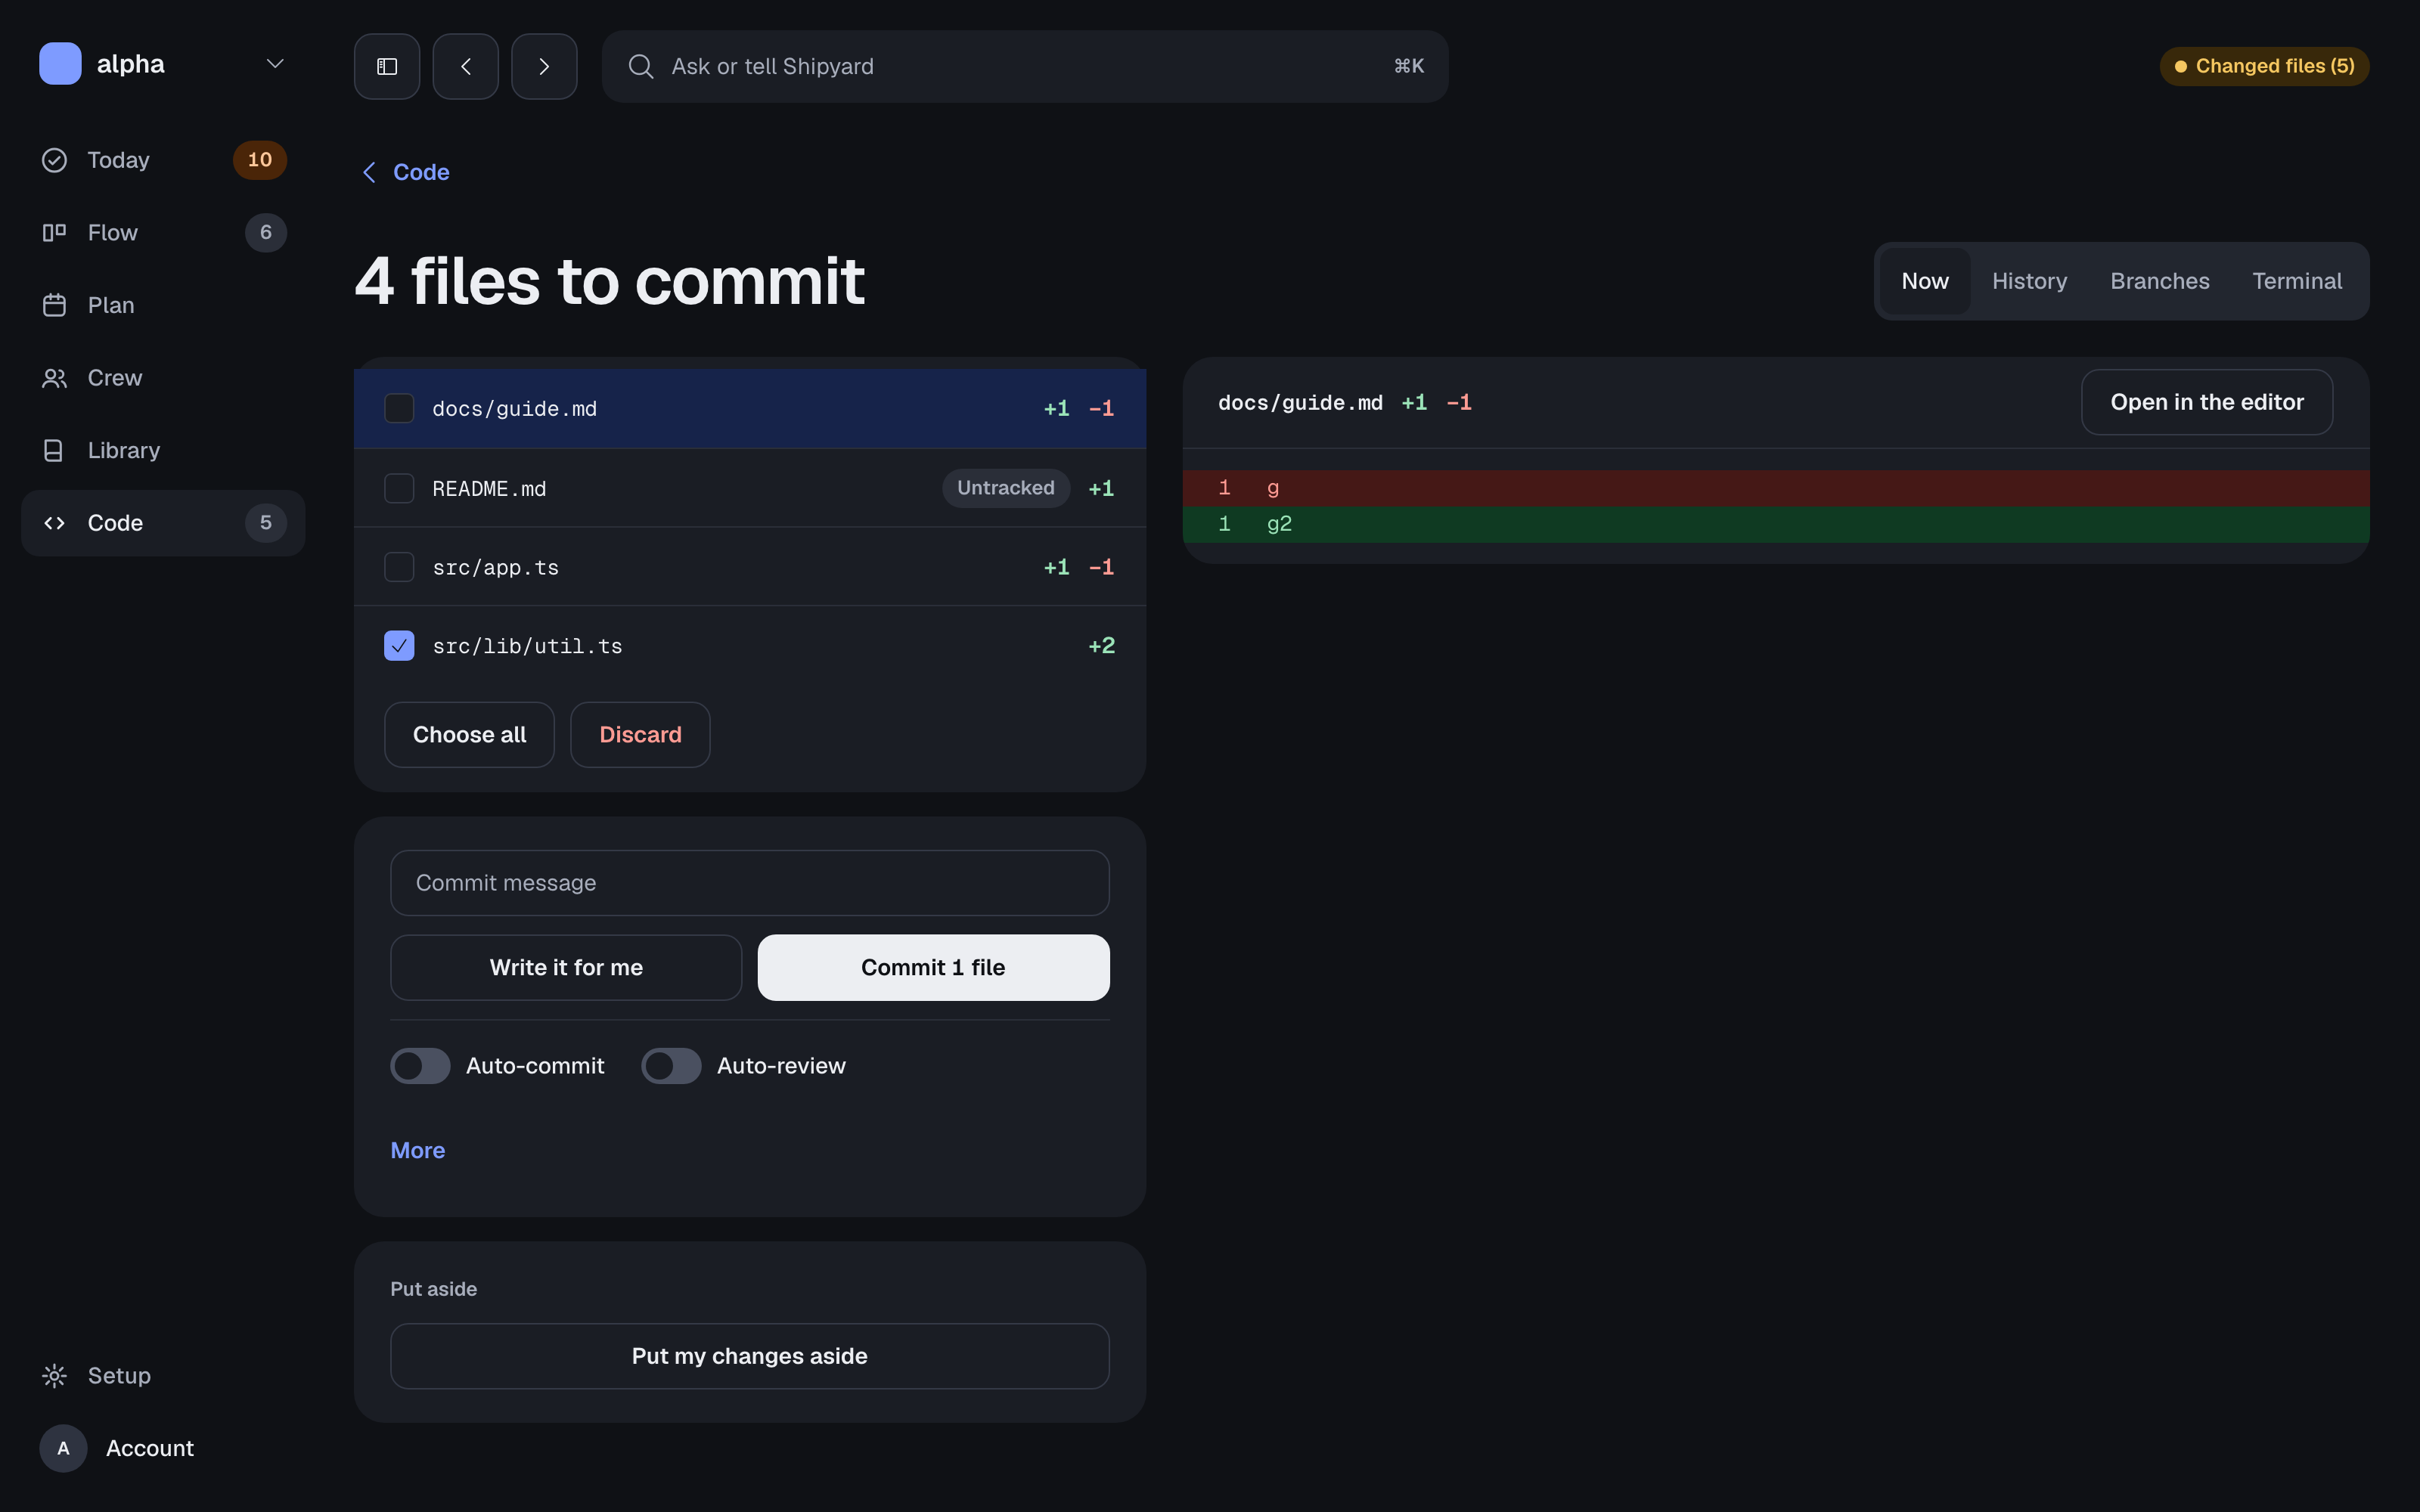 alpha
Ask or tell Shipyard ⌘K
Changed files (5)
Today 10
Flow 6
Plan
Crew
Library
Code 5
Setup
A Account
Code
4 files to commit
Now History Branches Terminal
docs/guide.md +1 −1
README.md Untracked +1
src/app.ts +1 −1
src/lib/util.ts +2
Choose all Discard
Commit message
Write it for me Commit 1 file
Auto-commit Auto-review
More
Put aside
Put my changes aside
docs/guide.md +1 −1 Open in the editor
1 g
1 g2